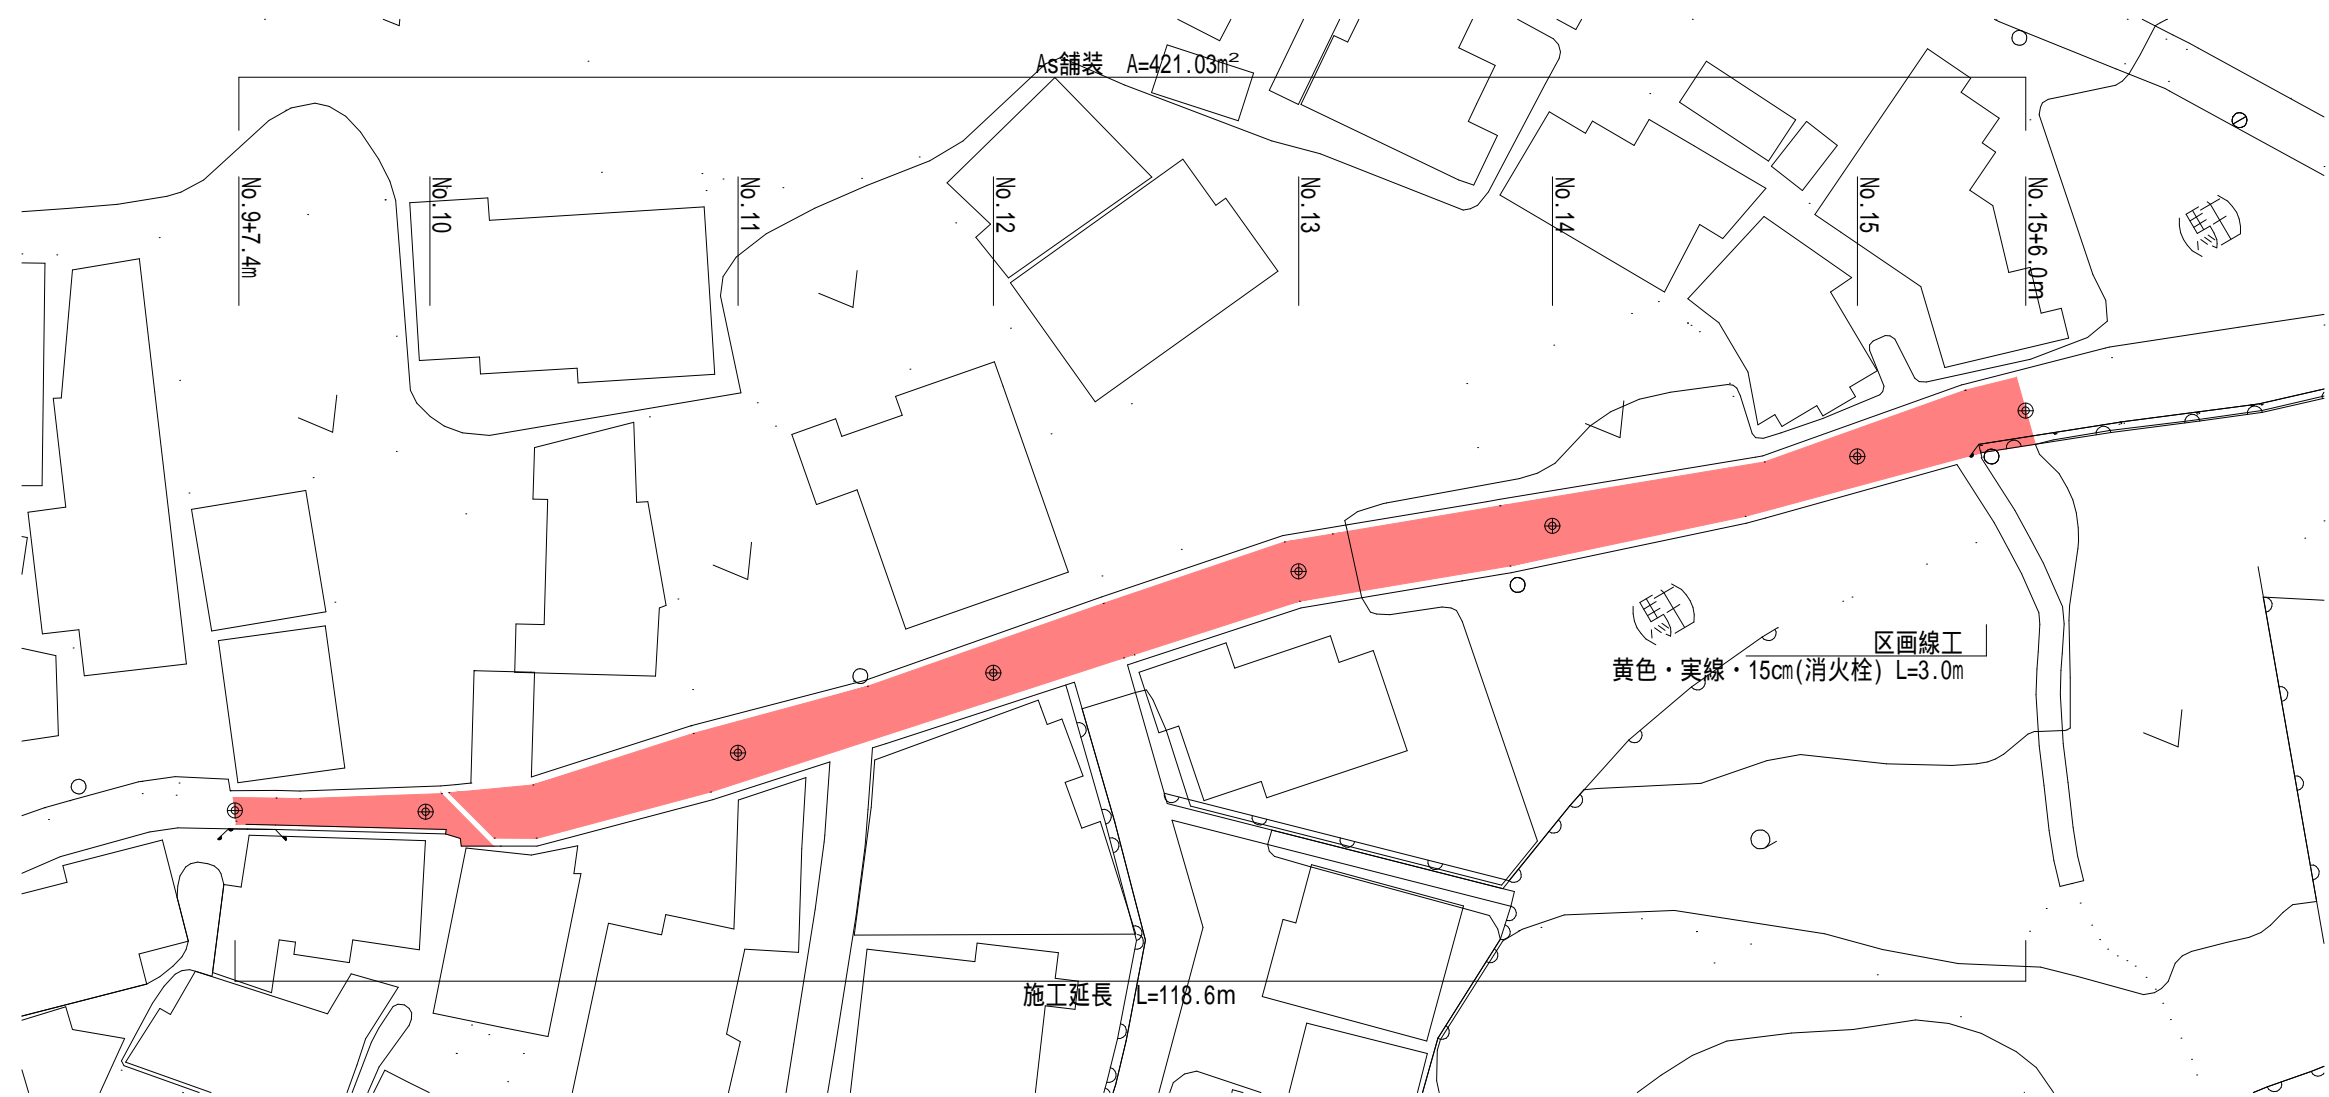 As舗装　A=421.03m²
No.9+7.4m
No.10
No.11
No.12
No.13
No.14
No.15
No.15+6.0m
区画線工
黄色・実線・15cm(消火栓) L=3.0m
施工延長　L=118.6m